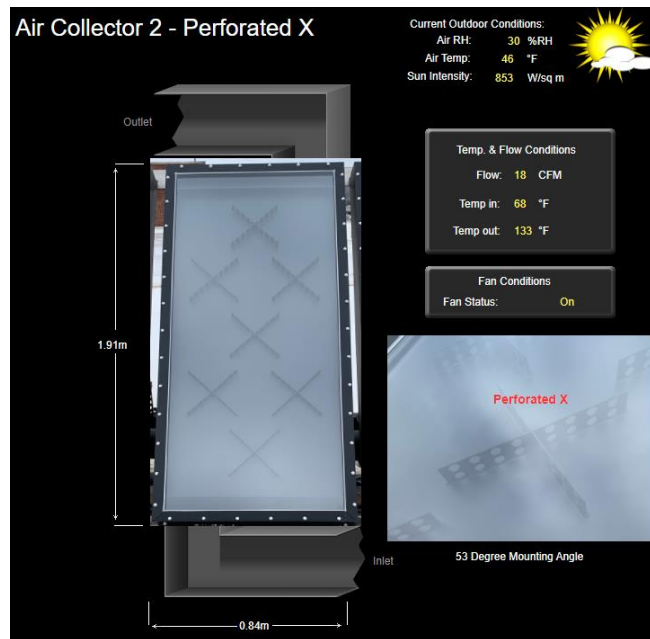 Air Collector 2 - Perforated X
Current Outdoor Conditions:
Air RH: 30 %RH
Air Temp: 46 °F
Sun Intensity: 853 W/sq m
Outlet
Temp. & Flow Conditions
Flow: 18 CFM
Temp in: 68 °F
Temp out: 133 °F
Fan Conditions
Fan Status: On
1.91m
Perforated X
Inlet
53 Degree Mounting Angle
0.84m